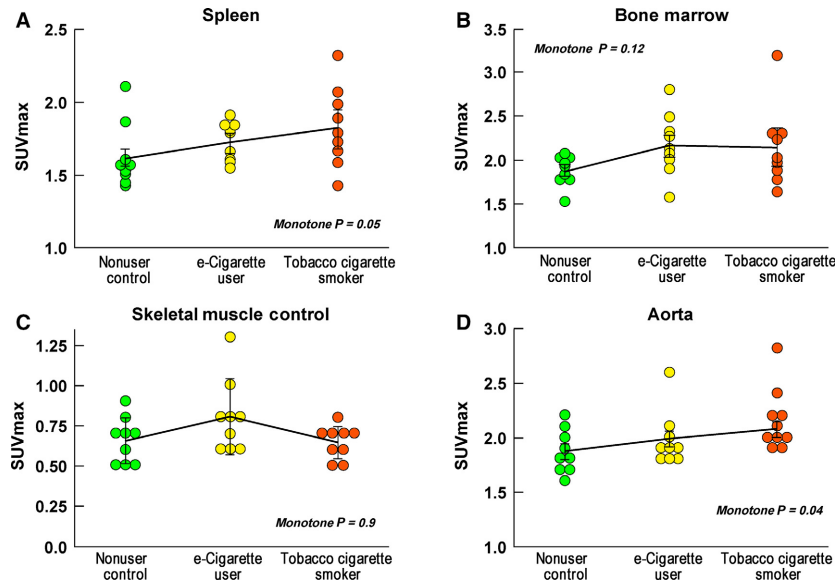 A
Spleen
2.5
2.0
1.5
1.0
SUVmax
Monotone P = 0.05
Nonuser
control
e-Cigarette
user
Tobacco cigarette
smoker
B
Bone marrow
3.5
3.0
2.5
2.0
1.5
1.0
SUVmax
Monotone P = 0.12
Nonuser
control
e-Cigarette
user
Tobacco cigarette
smoker
C
Skeletal muscle control
1.25
1.00
0.75
0.50
0.25
0.0
SUVmax
Monotone P = 0.9
Nonuser
control
e-Cigarette
user
Tobacco cigarette
smoker
D
Aorta
3.0
2.5
2.0
1.5
1.0
SUVmax
Monotone P = 0.04
Nonuser
control
e-Cigarette
user
Tobacco cigarette
smoker